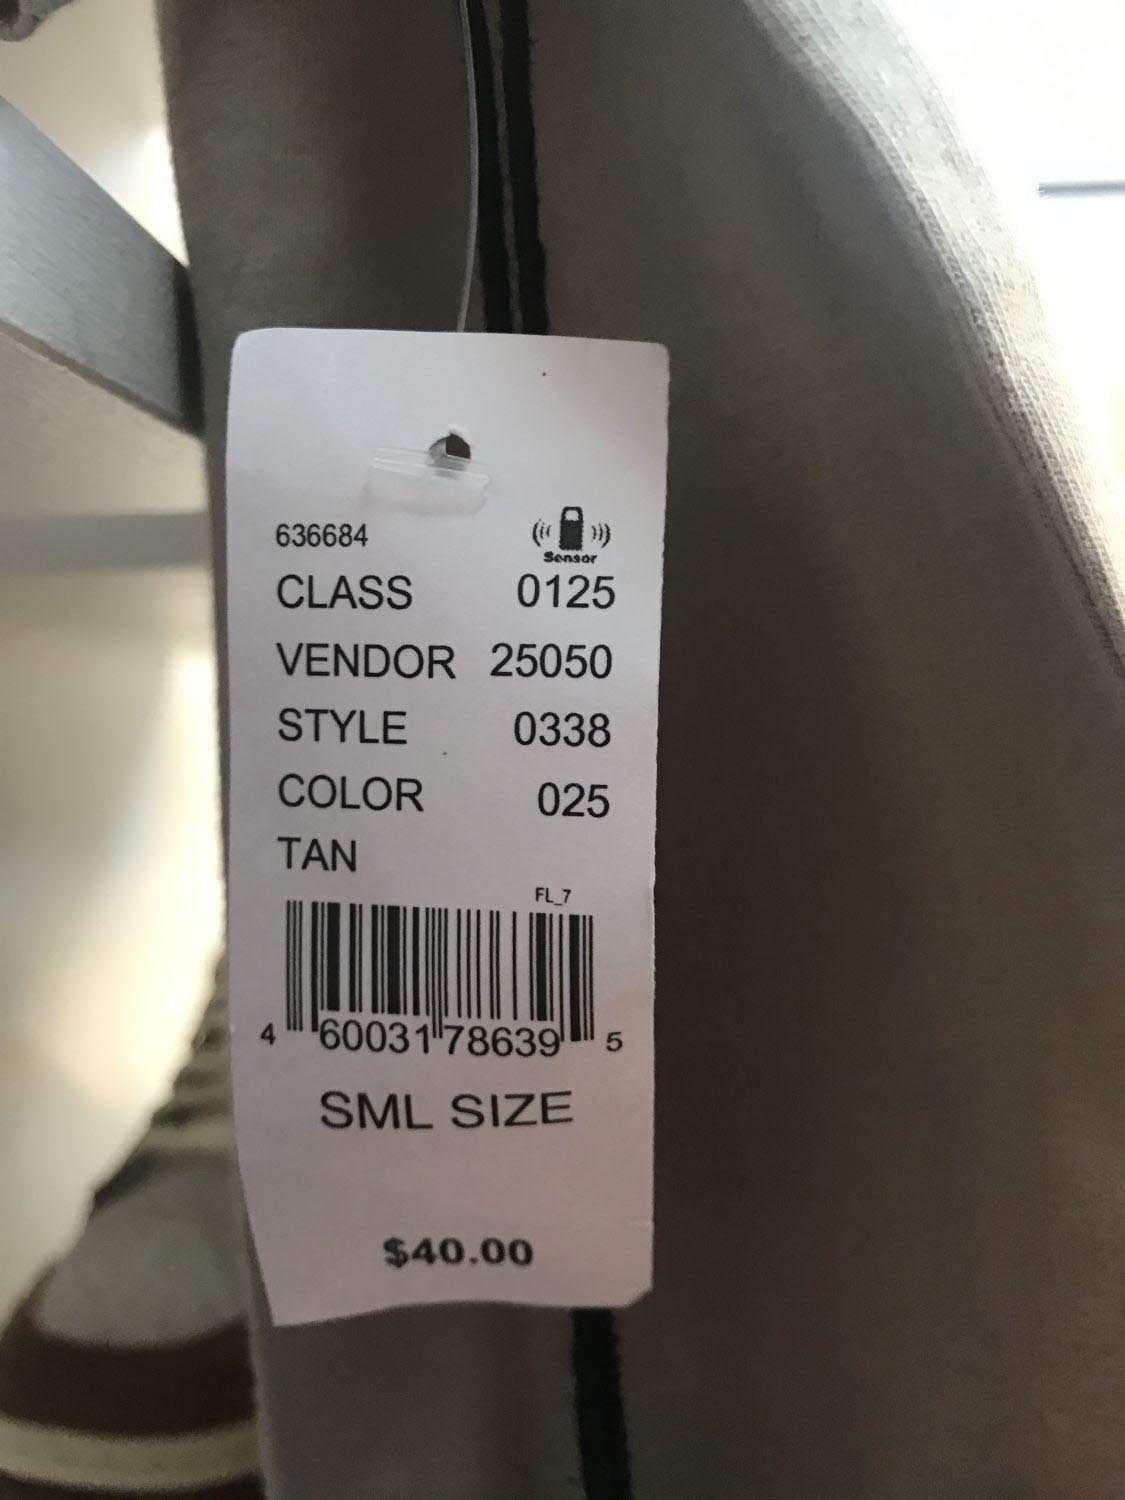 636684
Sensor
CLASS 0125
VENDOR 25050
STYLE 0338
COLOR 025
TAN
FL_7
4 60031 78639 5
SML SIZE
$40.00